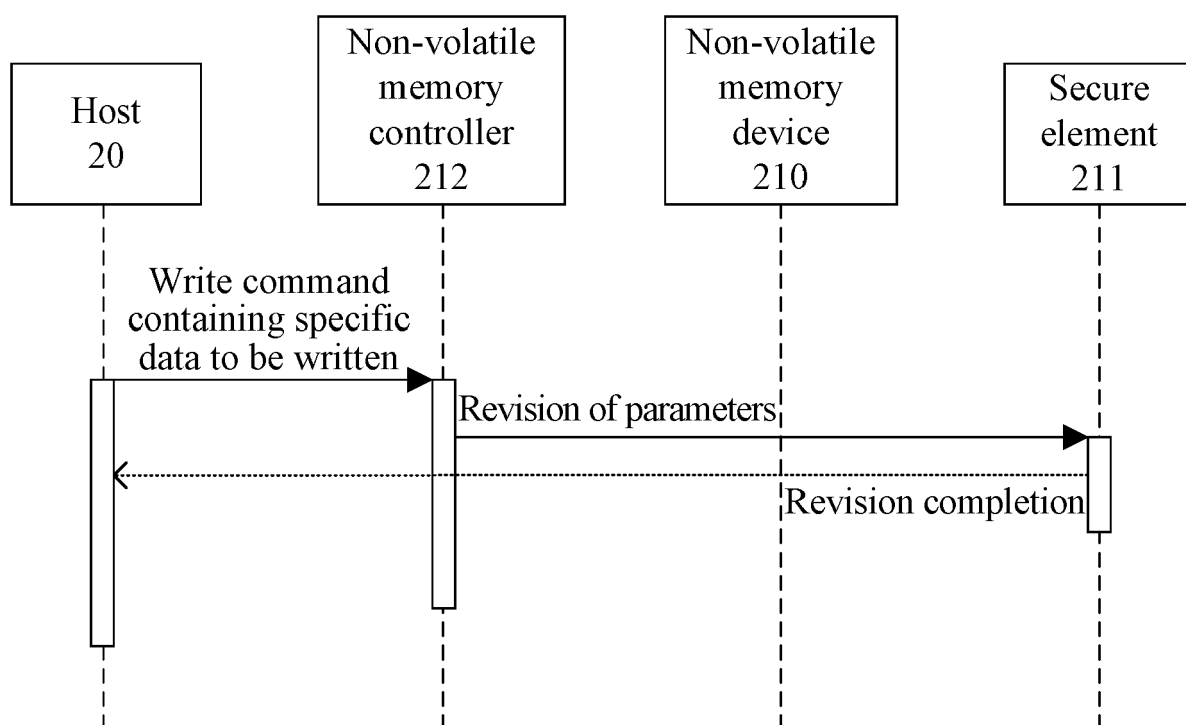 Host
20
Non-volatile
memory
controller
212
Non-volatile
memory
device
210
Secure
element
211
Write command
containing specific
data to be written
Revision of parameters
Revision completion